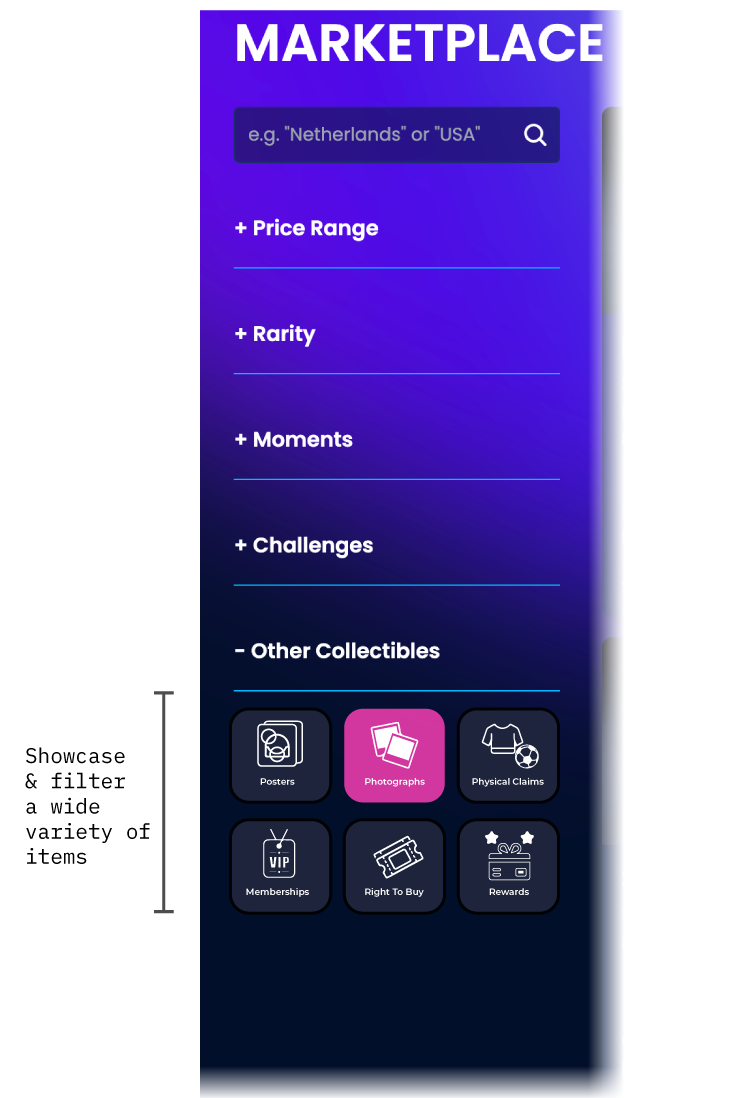 MARKETPLACE
e.g. "Netherlands" or "USA"
+ Price Range
+ Rarity
+ Moments
+ Challenges
- Other Collectibles
Showcase
& filter
a wide
variety of
items
Posters
Photographs
Physical Claims
VIP
Memberships
Right To Buy
Rewards